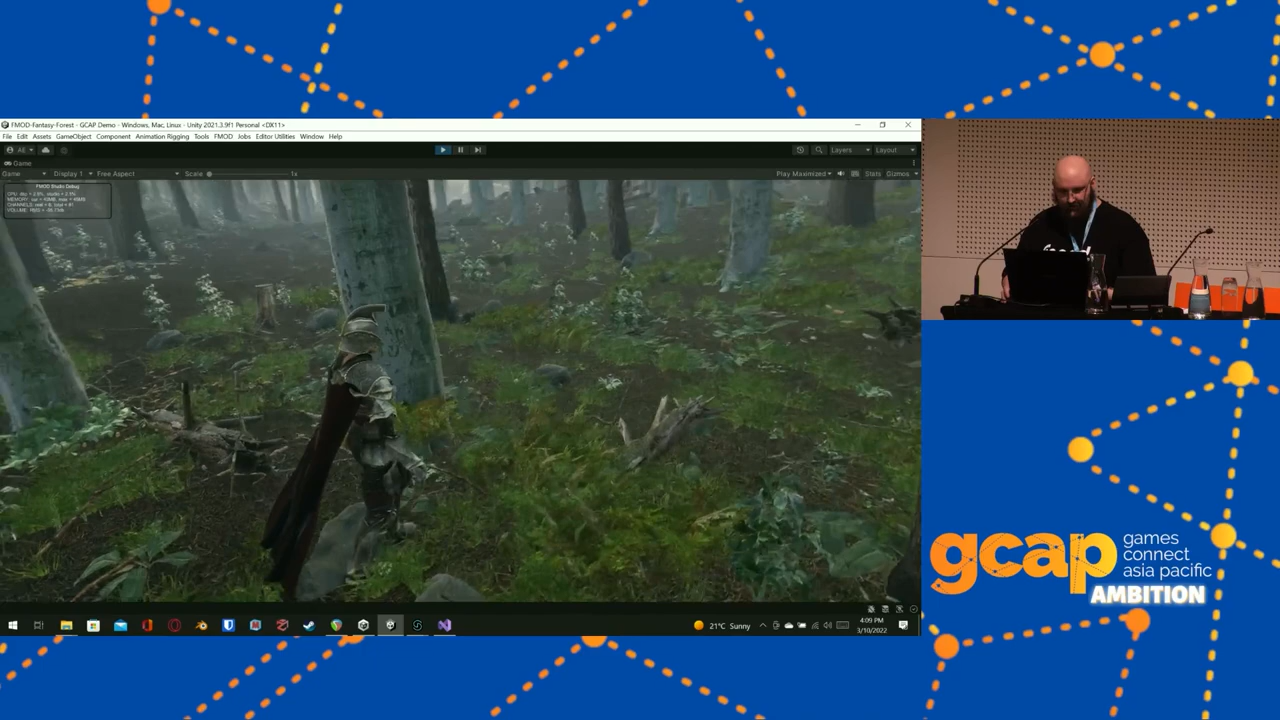 FMOD-Fantasy-Forest - GCAP Demo - Windows, Mac, Linux - Unity 2021.3.9f1 Personal <DX11>
File Edit Assets GameObject Component Animation Rigging Tools FMOD Jobs Editor Utilities Window Help
AE Layers Layout
Game
Game Display 1 Free Aspect Scale 1x Play Maximized Stats Gizmos
FMOD Studio Debug
games
connect
asia pacific
gcap
AMBITION
21°C Sunny
4:09 PM
3/10/2022